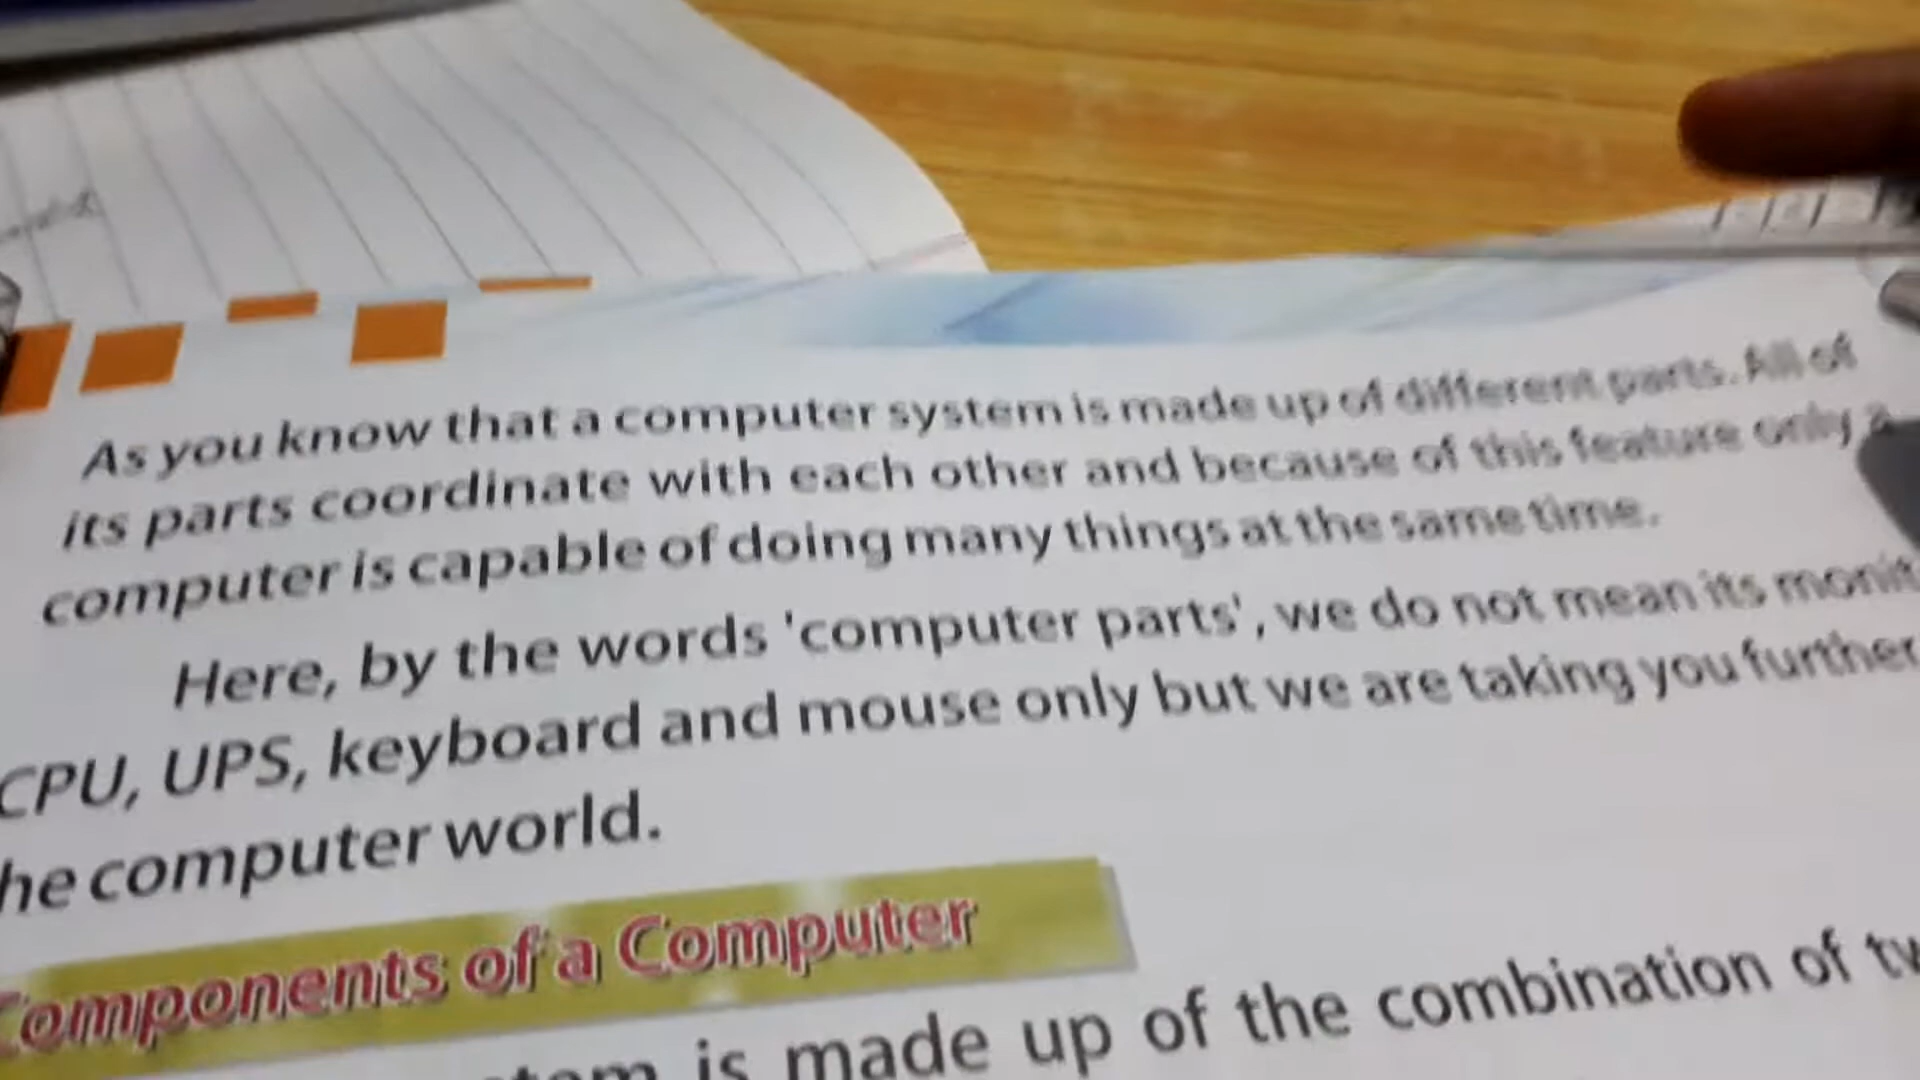 As you know that a computer system is made up of different parts. All of
its parts coordinate with each other and because of this feature only a
computer is capable of doing many things at the same time.
Here, by the words 'computer parts', we do not mean its monit
CPU, UPS, keyboard and mouse only but we are taking you further
he computer world.
Components of a Computer
tem is made up of the combination of tw